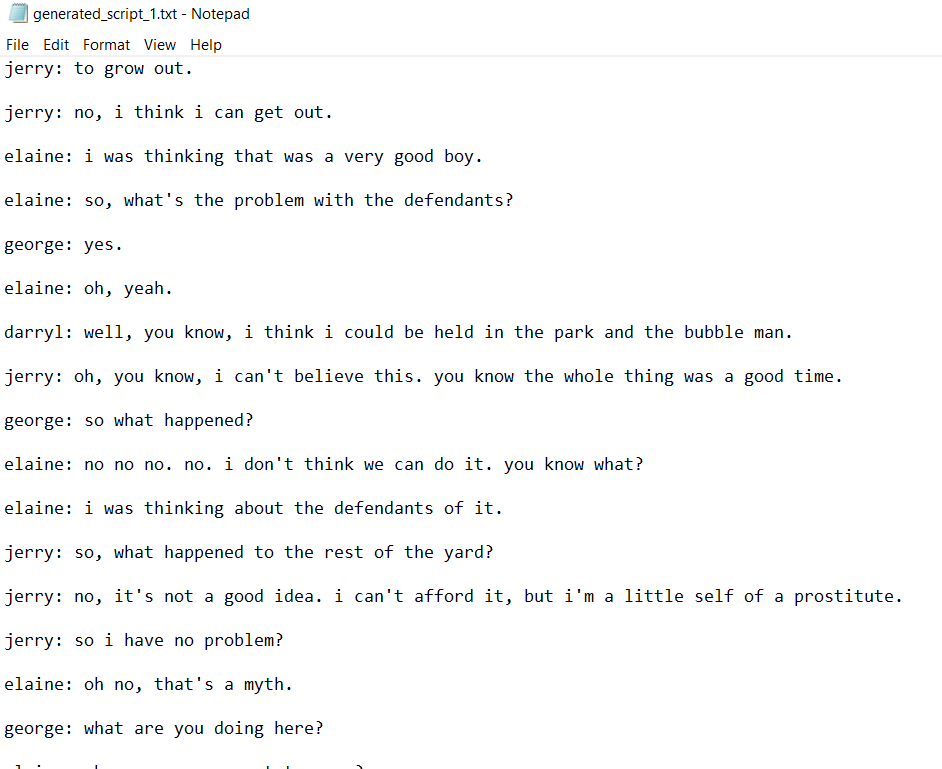 generated_script_1.txt - Notepad
File Edit Format View Help
jerry: to grow out.
jerry: no, i think i can get out.
elaine: i was thinking that was a very good boy.
elaine: so, what's the problem with the defendants?
george: yes.
elaine: oh, yeah.
darryl: well, you know, i think i could be held in the park and the bubble man.
jerry: oh, you know, i can't believe this. you know the whole thing was a good time.
george: so what happened?
elaine: no no no. no. i don't think we can do it. you know what?
elaine: i was thinking about the defendants of it.
jerry: so, what happened to the rest of the yard?
jerry: no, it's not a good idea. i can't afford it, but i'm a little self of a prostitute.
jerry: so i have no problem?
elaine: oh no, that's a myth.
george: what are you doing here?